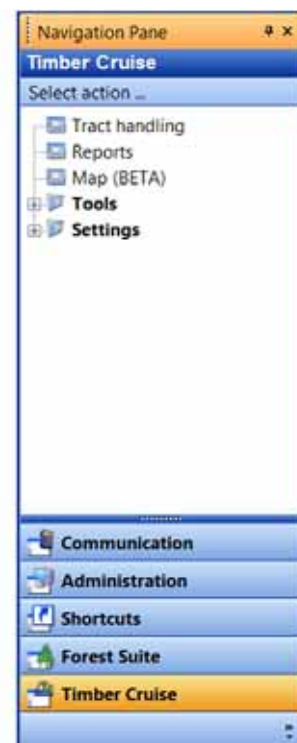 Navigation Pane
Timber Cruise
Select action ...
Tract handling
Reports
Map (BETA)
Tools
Settings
Communication
Administration
Shortcuts
Forest Suite
Timber Cruise